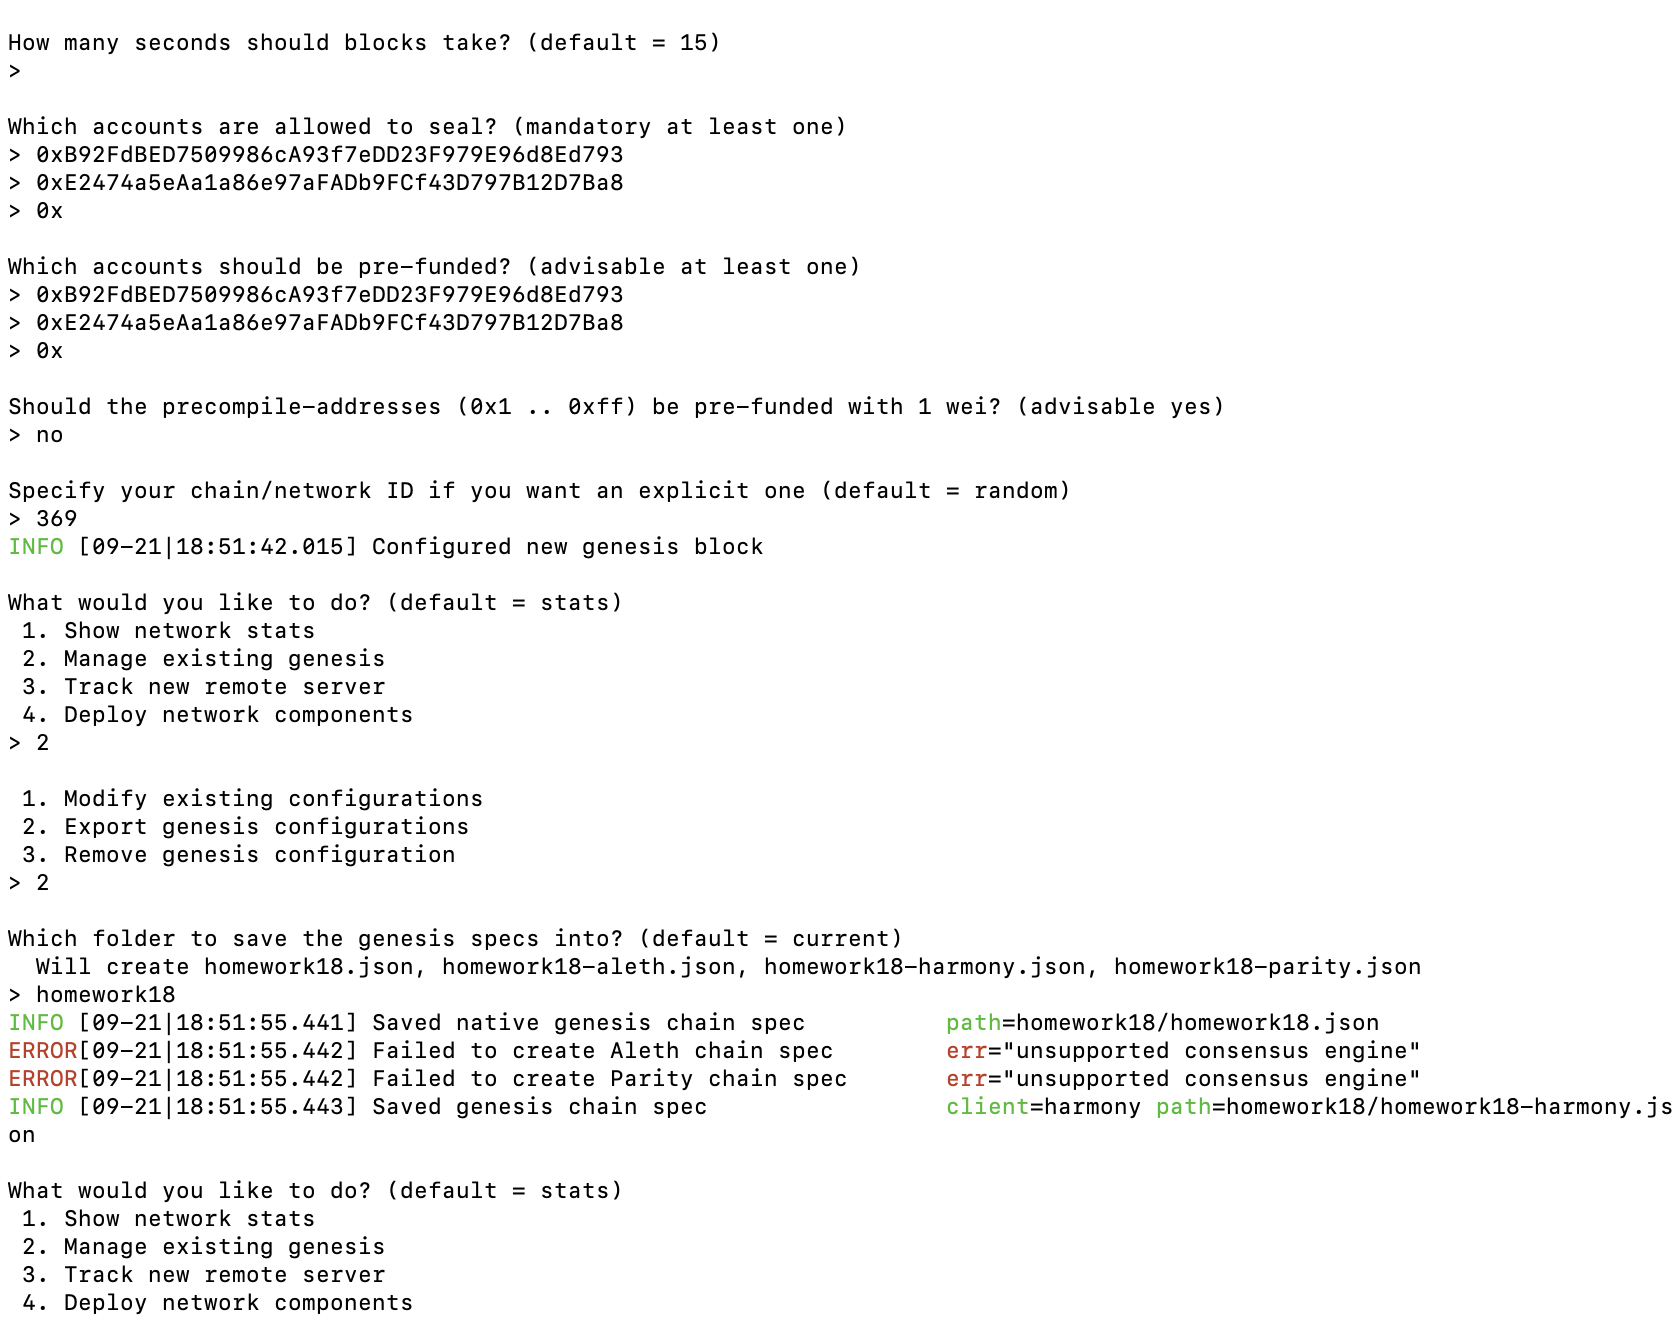 How many seconds should blocks take? (default = 15)
>
Which accounts are allowed to seal? (mandatory at least one)
> 0xB92FdBED7509986cA93f7eDD23F979E96d8Ed793
> 0xE2474a5eAa1a86e97aFADb9FCf43D797B12D7Ba8
> 0x
Which accounts should be pre-funded? (advisable at least one)
> 0xB92FdBED7509986cA93f7eDD23F979E96d8Ed793
> 0xE2474a5eAa1a86e97aFADb9FCf43D797B12D7Ba8
> 0x
Should the precompile-addresses (0x1 .. 0xff) be pre-funded with 1 wei? (advisable yes)
> no
Specify your chain/network ID if you want an explicit one (default = random)
> 369
INFO [09-21|18:51:42.015] Configured new genesis block
What would you like to do? (default = stats)
1. Show network stats
2. Manage existing genesis
3. Track new remote server
4. Deploy network components
> 2
1. Modify existing configurations
2. Export genesis configurations
3. Remove genesis configuration
> 2
Which folder to save the genesis specs into? (default = current)
Will create homework18.json, homework18-aleth.json, homework18-harmony.json, homework18-parity.json
> homework18
INFO [09-21|18:51:55.441] Saved native genesis chain spec path=homework18/homework18.json
ERROR[09-21|18:51:55.442] Failed to create Aleth chain spec err="unsupported consensus engine"
ERROR[09-21|18:51:55.442] Failed to create Parity chain spec err="unsupported consensus engine"
INFO [09-21|18:51:55.443] Saved genesis chain spec client=harmony path=homework18/homework18-harmony.js
on
What would you like to do? (default = stats)
1. Show network stats
2. Manage existing genesis
3. Track new remote server
4. Deploy network components